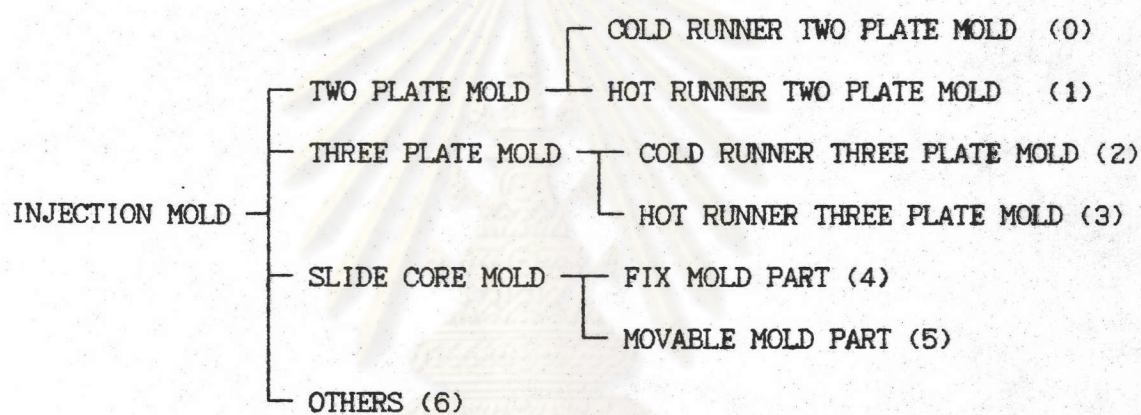 COLD RUNNER TWO PLATE MOLD (0)
TWO PLATE MOLD HOT RUNNER TWO PLATE MOLD (1)
THREE PLATE MOLD COLD RUNNER THREE PLATE MOLD (2)
INJECTION MOLD HOT RUNNER THREE PLATE MOLD (3)
SLIDE CORE MOLD FIX MOLD PART (4)
MOVABLE MOLD PART (5)
OTHERS (6)